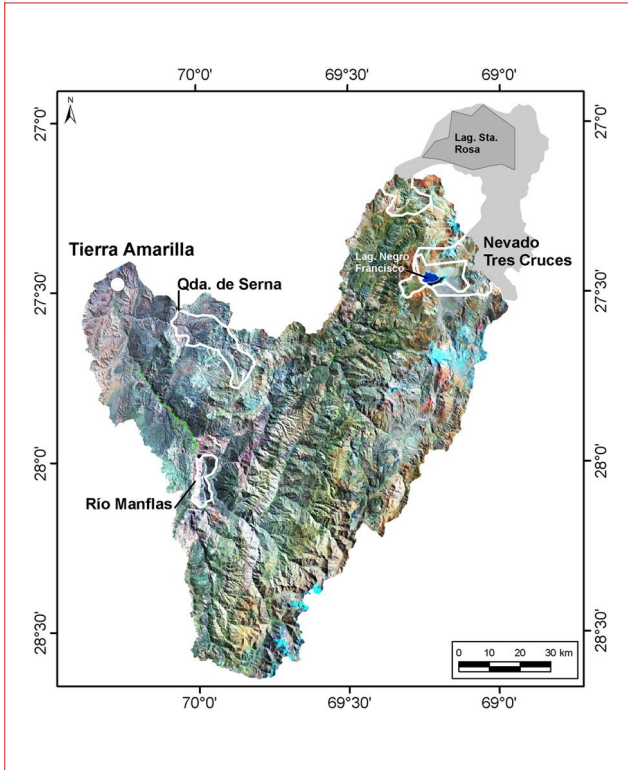 70°0'
69°30'
69°0'
N
27°0'
27°0'
Lag. Sta.
Rosa
Tierra Amarilla
Qda. de Serna
Lag. Negro
Francisco
Nevado
Tres Cruces
27°30'
27°30'
28°0'
28°0'
Río Manflas
28°30'
28°30'
0 10 20 30 km
70°0'
69°30'
69°0'